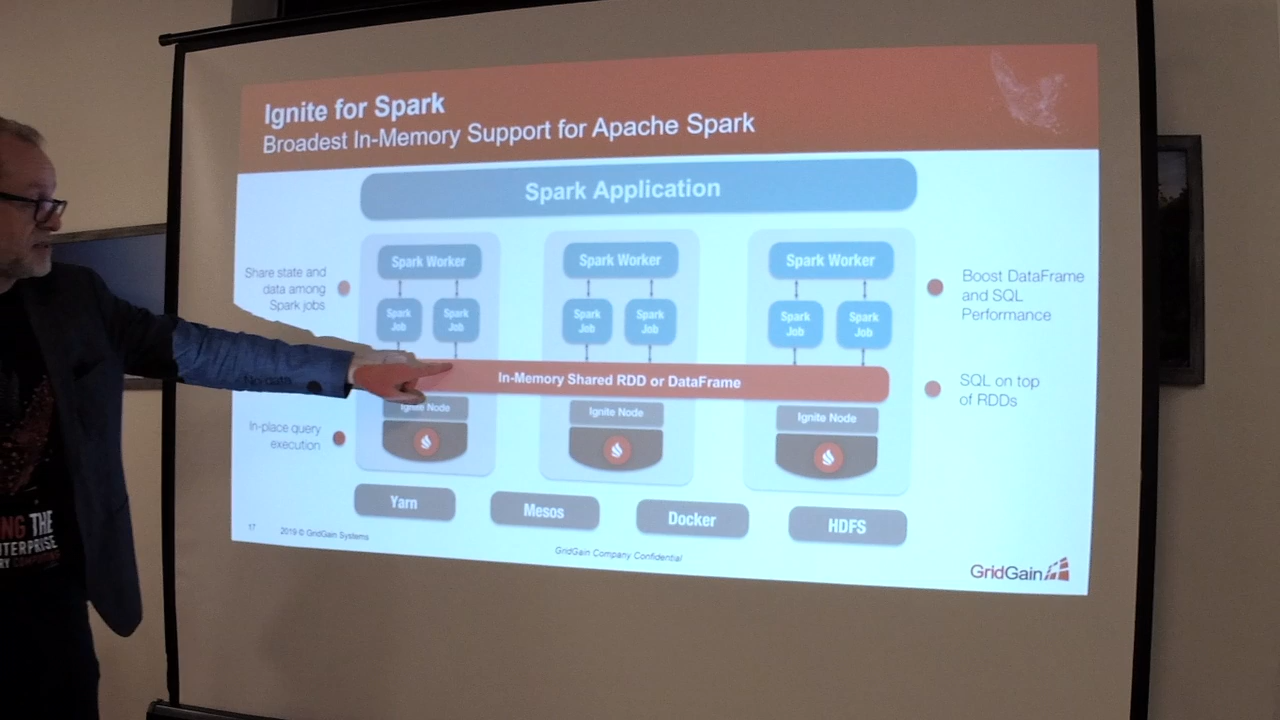 Ignite for Spark
Broadest In-Memory Support for Apache Spark
Spark Application
Share state and
data among
Spark jobs
In-place query
execution
Spark Worker
Spark
Job
Spark
Job
Spark Worker
Spark
Job
Spark
Job
Spark Worker
Spark
Job
Spark
Job
In-Memory Shared RDD or DataFrame
Ignite Node
Ignite Node
Ignite Node
Boost DataFrame
and SQL
Performance
SQL on top
of RDDs
Yarn
Mesos
Docker
HDFS
17
2019 © GridGain Systems
GridGain Company Confidential
GridGain
THE